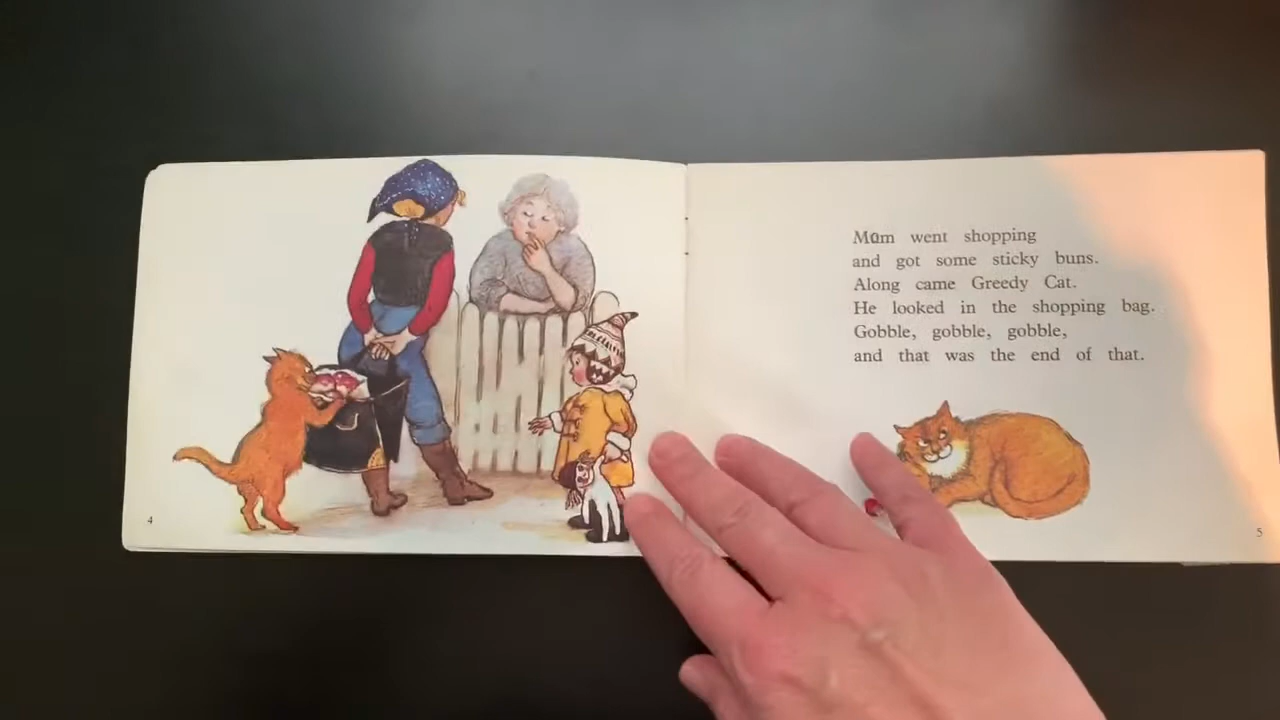 4
Mam went shopping
and got some sticky buns.
Along came Greedy Cat.
He looked in the shopping bag.
Gobble, gobble, gobble,
and that was the end of that.
5